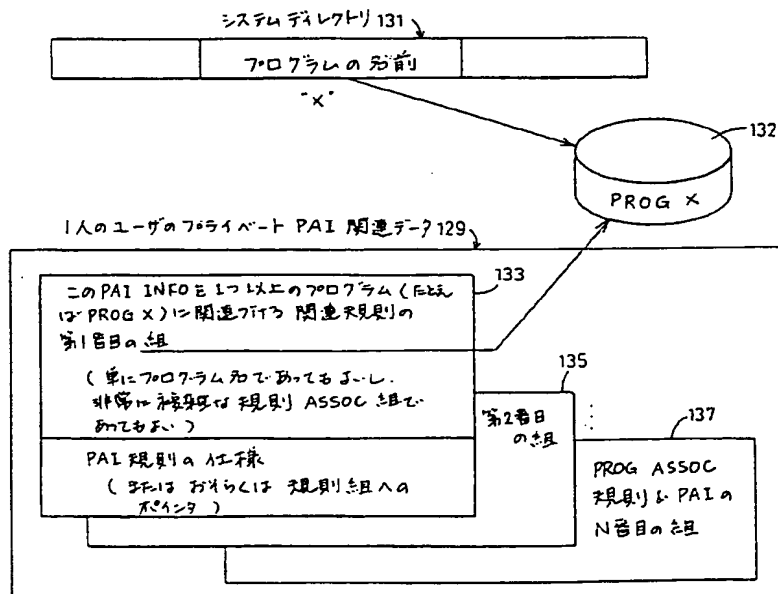 システムディレクトリ 131
プログラムの名前
"X"
132
PROG X
1人のユーザのプライベート PAI 関連データ 129
133
このPAI INFOを1つ以上のプログラム(たとえ
ばPROG X)に関連づける 関連規則の
第1番目の組
(単にプログラム名であってもよいし.
非常に複雑な規則 ASSOC 組で
あってもよい)
PAI 規則の仕様
(または おそらくは 規則組への
ポインタ)
135
第2番目
の組
137
PROG ASSOC
規則 & PAIの
N番目の組